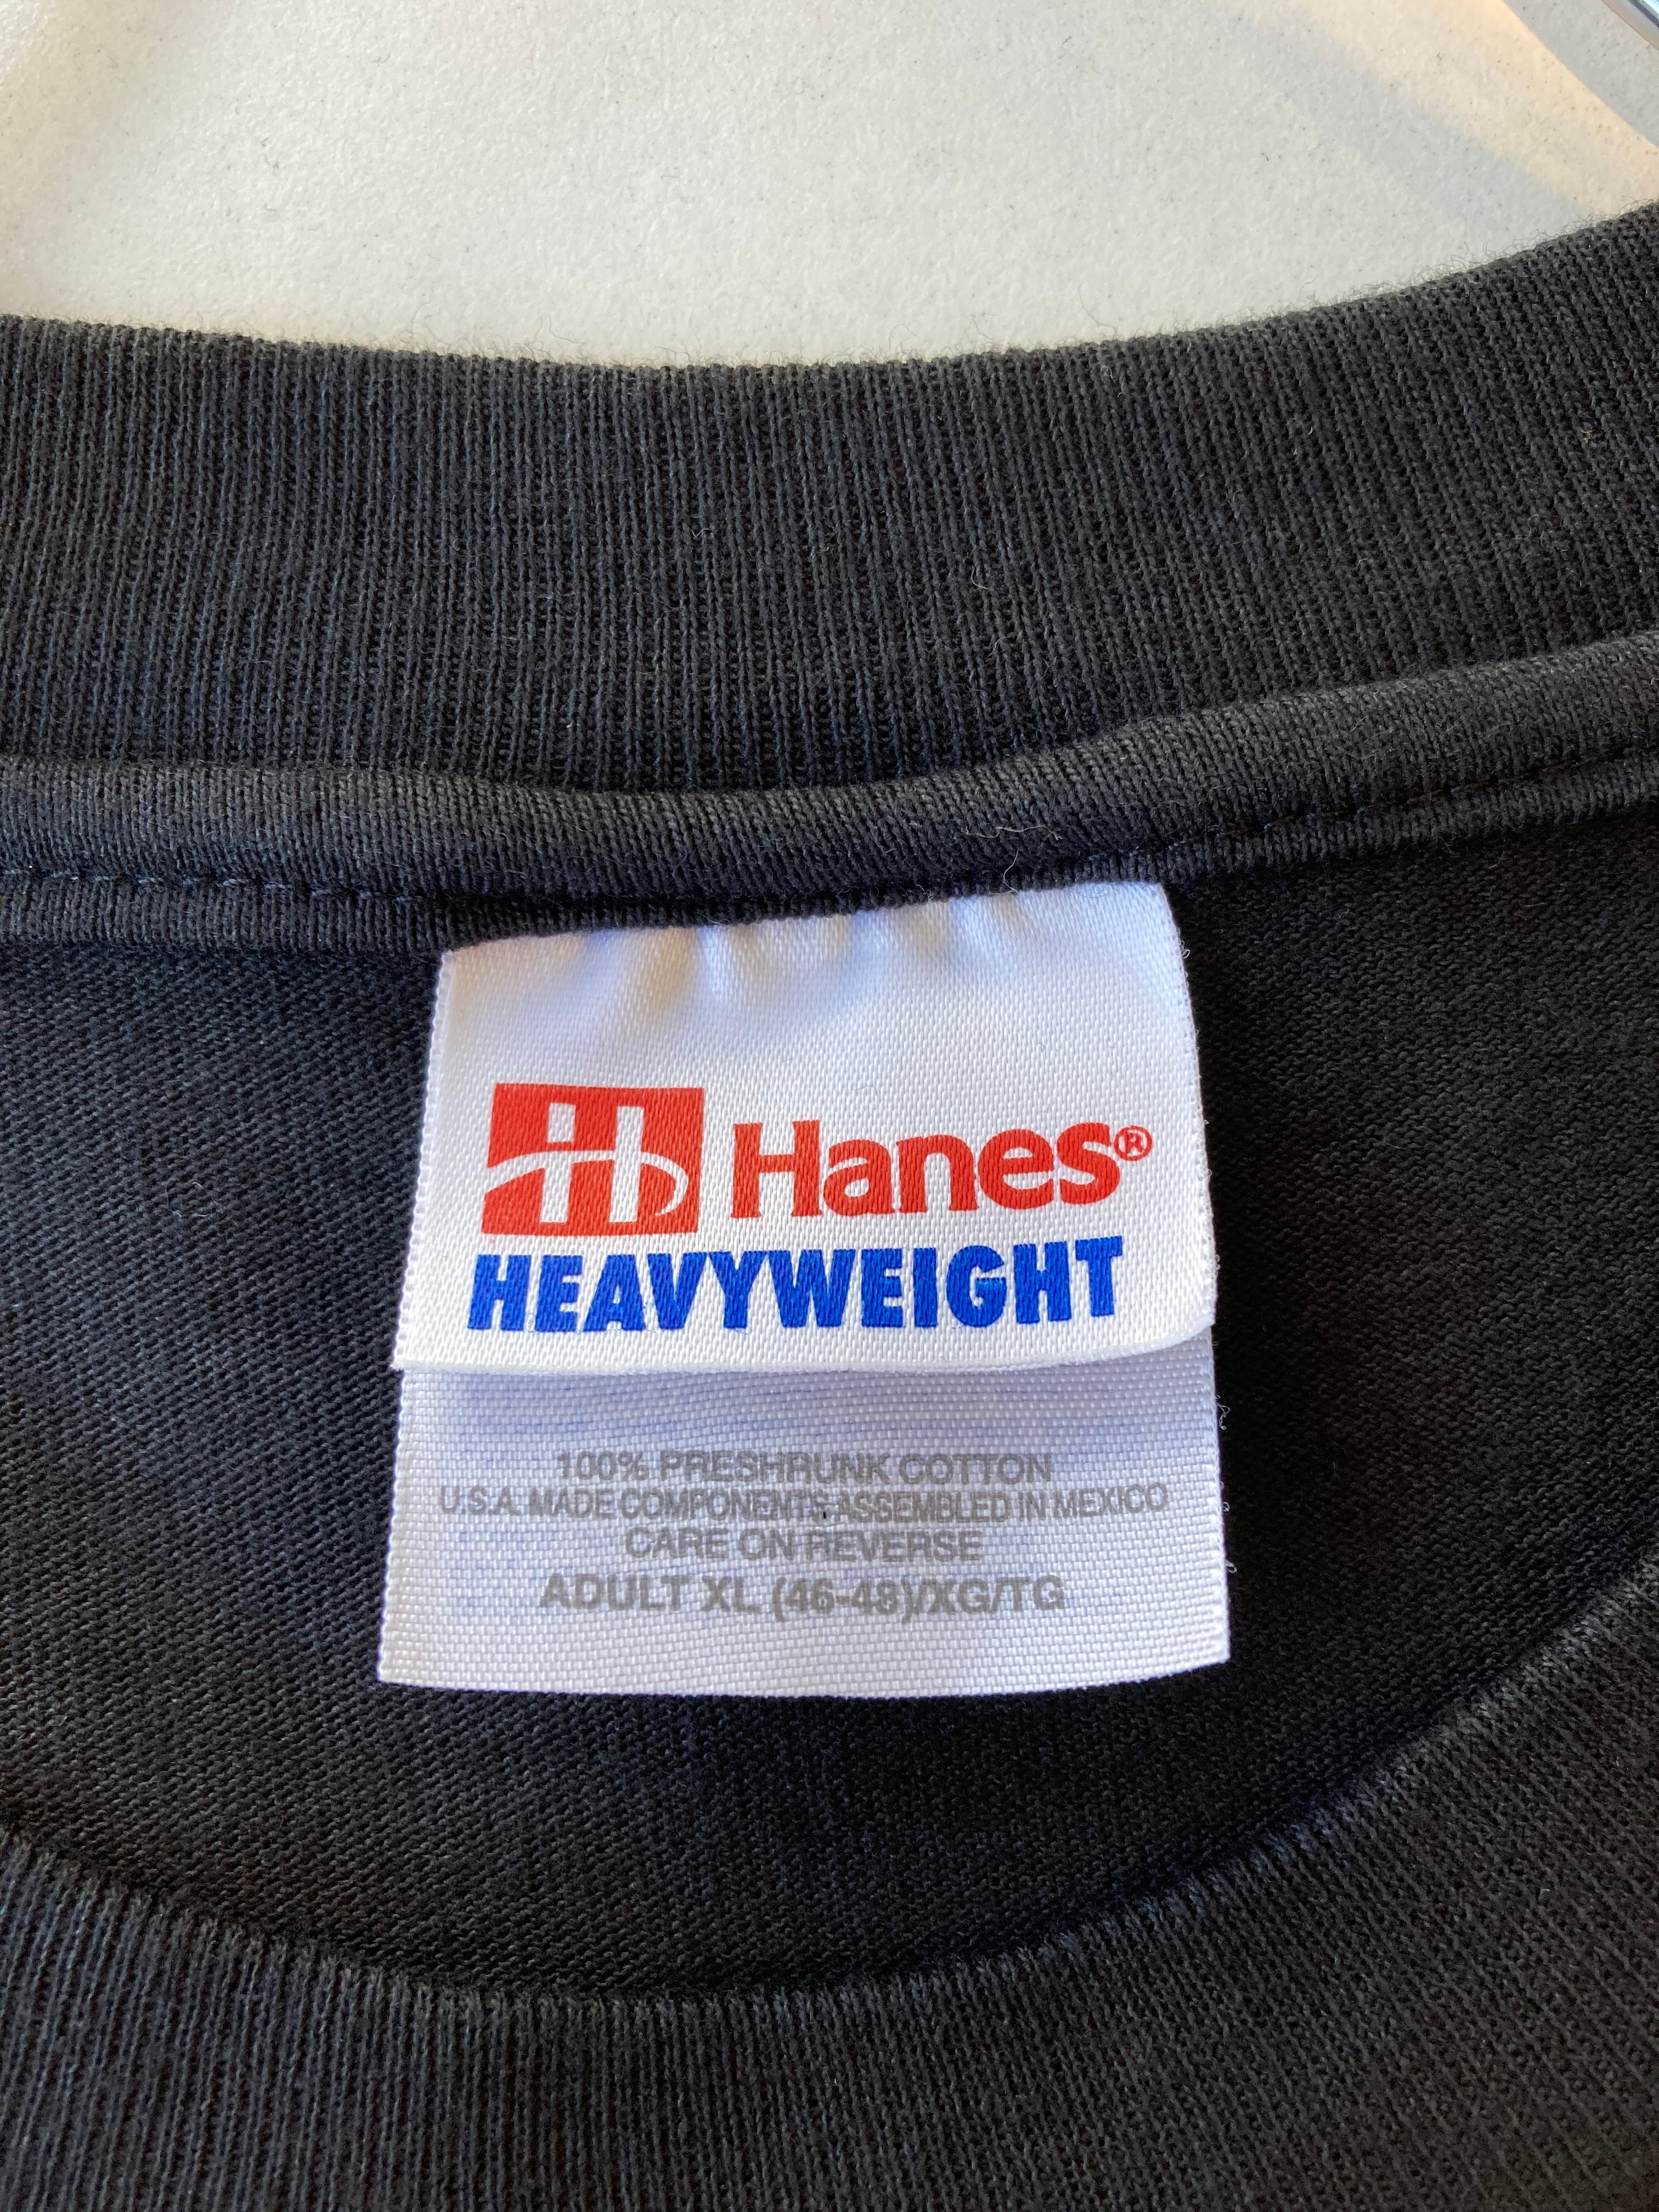 H Hanes®
HEAVYWEIGHT
100% PRESHRUNK COTTON
U.S.A. MADE COMPONENTS ASSEMBLED IN MEXICO
CARE ON REVERSE
ADULT XL (46-48)/XG/TG